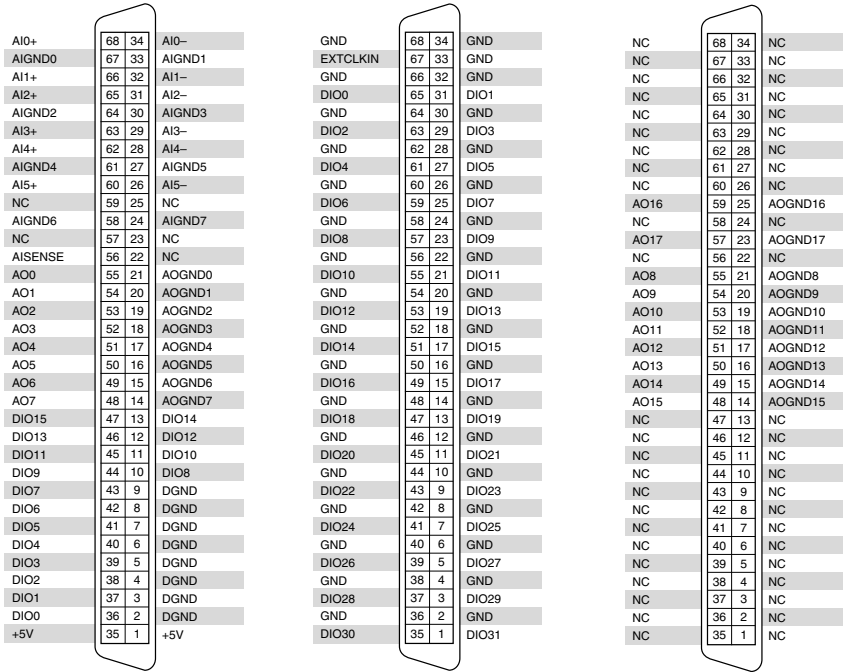 AI0+ 68 34 AI0–
AIGND0 67 33 AIGND1
AI1+ 66 32 AI1–
AI2+ 65 31 AI2–
AIGND2 64 30 AIGND3
AI3+ 63 29 AI3–
AI4+ 62 28 AI4–
AIGND4 61 27 AIGND5
AI5+ 60 26 AI5–
NC 59 25 NC
AIGND6 58 24 AIGND7
NC 57 23 NC
AISENSE 56 22 NC
AO0 55 21 AOGND0
AO1 54 20 AOGND1
AO2 53 19 AOGND2
AO3 52 18 AOGND3
AO4 51 17 AOGND4
AO5 50 16 AOGND5
AO6 49 15 AOGND6
AO7 48 14 AOGND7
DIO15 47 13 DIO14
DIO13 46 12 DIO12
DIO11 45 11 DIO10
DIO9 44 10 DIO8
DIO7 43 9 DGND
DIO6 42 8 DGND
DIO5 41 7 DGND
DIO4 40 6 DGND
DIO3 39 5 DGND
DIO2 38 4 DGND
DIO1 37 3 DGND
DIO0 36 2 DGND
+5V 35 1 +5V
GND 68 34 GND
EXTCLKIN 67 33 GND
GND 66 32 GND
DIO0 65 31 DIO1
GND 64 30 GND
DIO2 63 29 DIO3
GND 62 28 GND
DIO4 61 27 DIO5
GND 60 26 GND
DIO6 59 25 DIO7
GND 58 24 GND
DIO8 57 23 DIO9
GND 56 22 GND
DIO10 55 21 DIO11
GND 54 20 GND
DIO12 53 19 DIO13
GND 52 18 GND
DIO14 51 17 DIO15
GND 50 16 GND
DIO16 49 15 DIO17
GND 48 14 GND
DIO18 47 13 DIO19
GND 46 12 GND
DIO20 45 11 DIO21
GND 44 10 GND
DIO22 43 9 DIO23
GND 42 8 GND
DIO24 41 7 DIO25
GND 40 6 GND
DIO26 39 5 DIO27
GND 38 4 GND
DIO28 37 3 DIO29
GND 36 2 GND
DIO30 35 1 DIO31
NC 68 34 NC
NC 67 33 NC
NC 66 32 NC
NC 65 31 NC
NC 64 30 NC
NC 63 29 NC
NC 62 28 NC
NC 61 27 NC
NC 60 26 NC
AO16 59 25 AOGND16
NC 58 24 NC
AO17 57 23 AOGND17
NC 56 22 NC
AO8 55 21 AOGND8
AO9 54 20 AOGND9
AO10 53 19 AOGND10
AO11 52 18 AOGND11
AO12 51 17 AOGND12
AO13 50 16 AOGND13
AO14 49 15 AOGND14
AO15 48 14 AOGND15
NC 47 13 NC
NC 46 12 NC
NC 45 11 NC
NC 44 10 NC
NC 43 9 NC
NC 42 8 NC
NC 41 7 NC
NC 40 6 NC
NC 39 5 NC
NC 38 4 NC
NC 37 3 NC
NC 36 2 NC
NC 35 1 NC